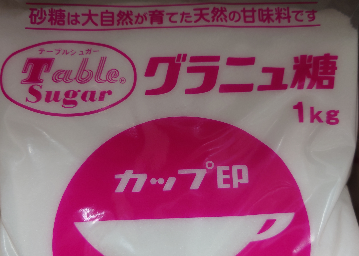 砂糖は大自然が育てた天然の甘味料です
テーブルシュガー
Table
Sugar
グラニュ糖
1kg
カップ印